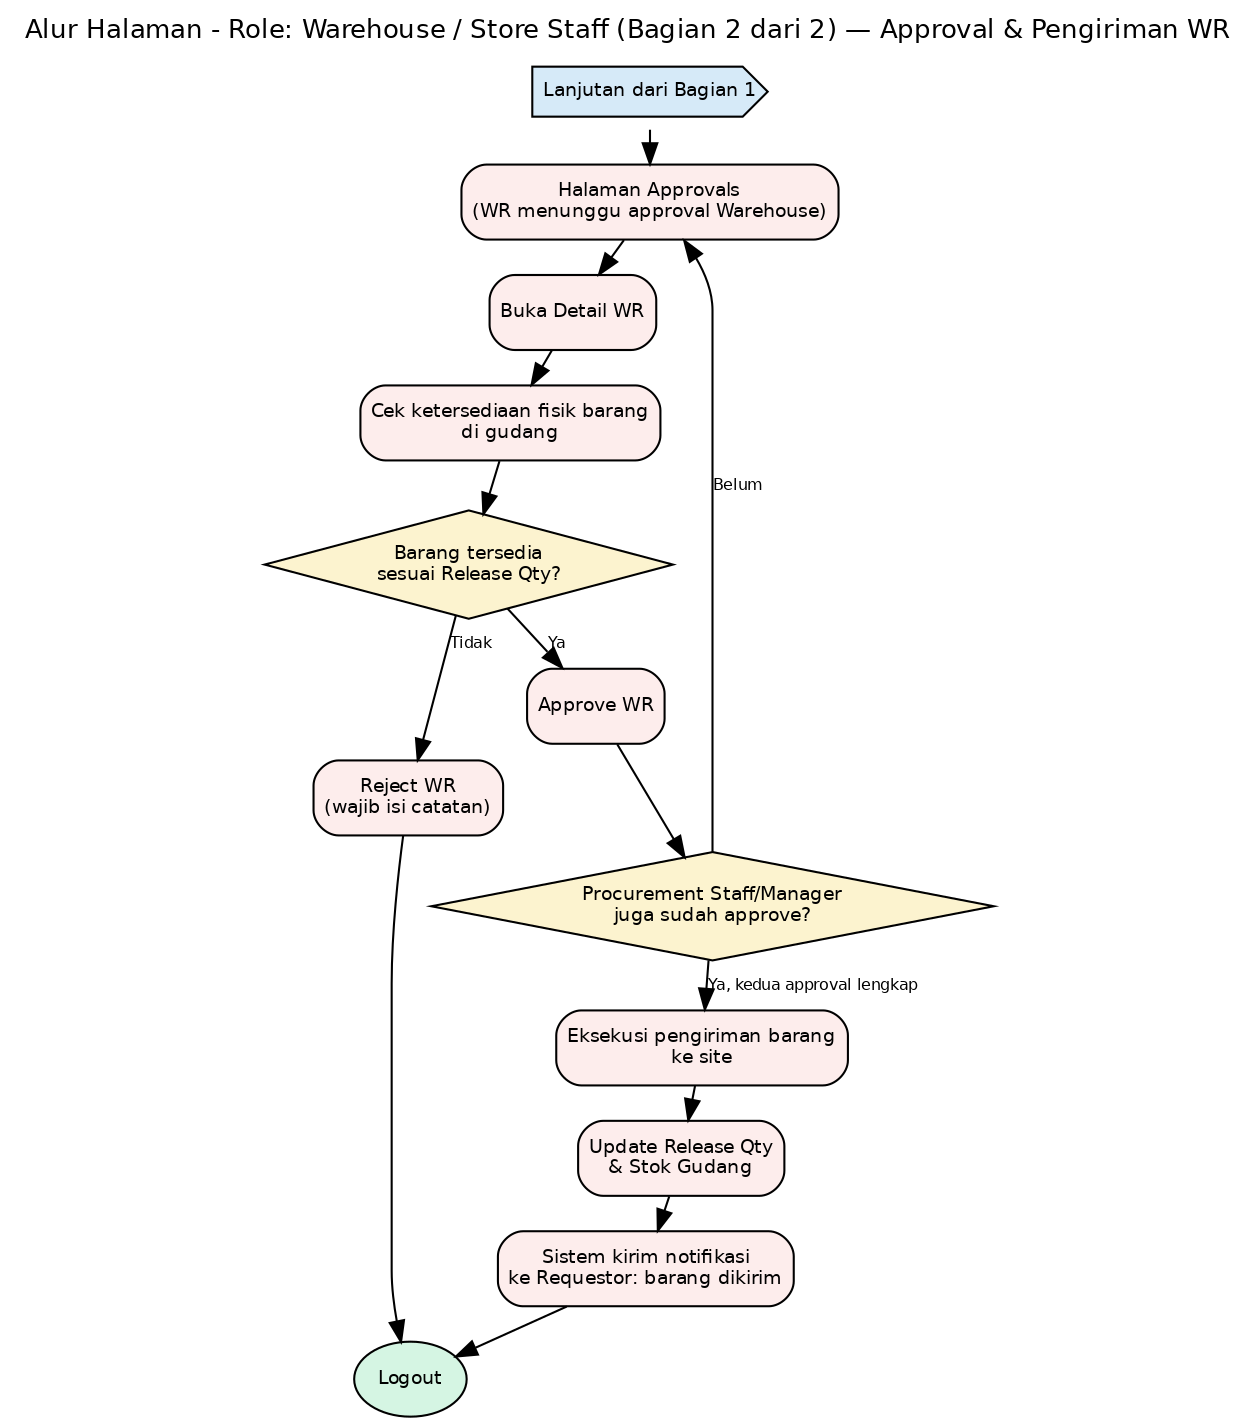 Alur Halaman - Role: Warehouse / Store Staff (Bagian 2 dari 2) — Approval & Pengiriman WR
Lanjutan dari Bagian 1
Halaman Approvals
(WR menunggu approval Warehouse)
Buka Detail WR
Cek ketersediaan fisik barang
di gudang
Belum
Barang tersedia
sesuai Release Qty?
Tidak
Ya
Approve WR
Reject WR
(wajib isi catatan)
Procurement Staff/Manager
juga sudah approve?
Ya, kedua approval lengkap
Eksekusi pengiriman barang
ke site
Update Release Qty
& Stok Gudang
Sistem kirim notifikasi
ke Requestor: barang dikirim
Logout